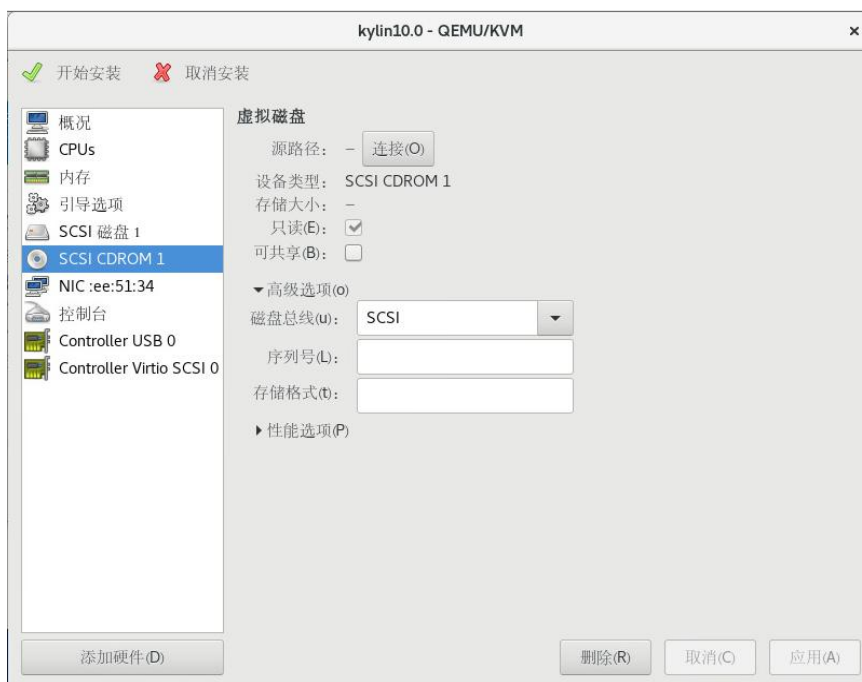 kylin10.0 - QEMU/KVM
开始安装 取消安装
概况
CPUs
内存
引导选项
SCSI 磁盘 1
SCSI CDROM 1
NIC :ee:51:34
控制台
Controller USB 0
Controller Virtio SCSI 0
添加硬件(D)
虚拟磁盘
源路径： – 连接(O)
设备类型： SCSI CDROM 1
存储大小： –
只读(E)：
可共享(B)：
高级选项(o)
磁盘总线(u)： SCSI
序列号(L)：
存储格式(t)：
性能选项(P)
删除(R) 取消(C) 应用(A)